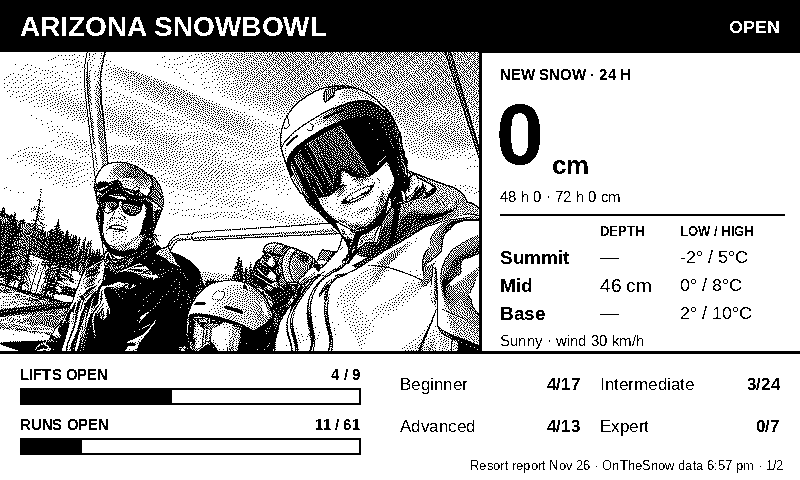 ARIZONA SNOWBOWL OPEN
NEW SNOW · 24 H
0 cm
48 h 0 · 72 h 0 cm
DEPTH LOW / HIGH
Summit — -2° / 5°C
Mid 46 cm 0° / 8°C
Base — 2° / 10°C
Sunny · wind 30 km/h
LIFTS OPEN 4 / 9
RUNS OPEN 11 / 61
Beginner 4/17 Intermediate 3/24
Advanced 4/13 Expert 0/7
Resort report Nov 26 · OnTheSnow data 6:57 pm · 1/2